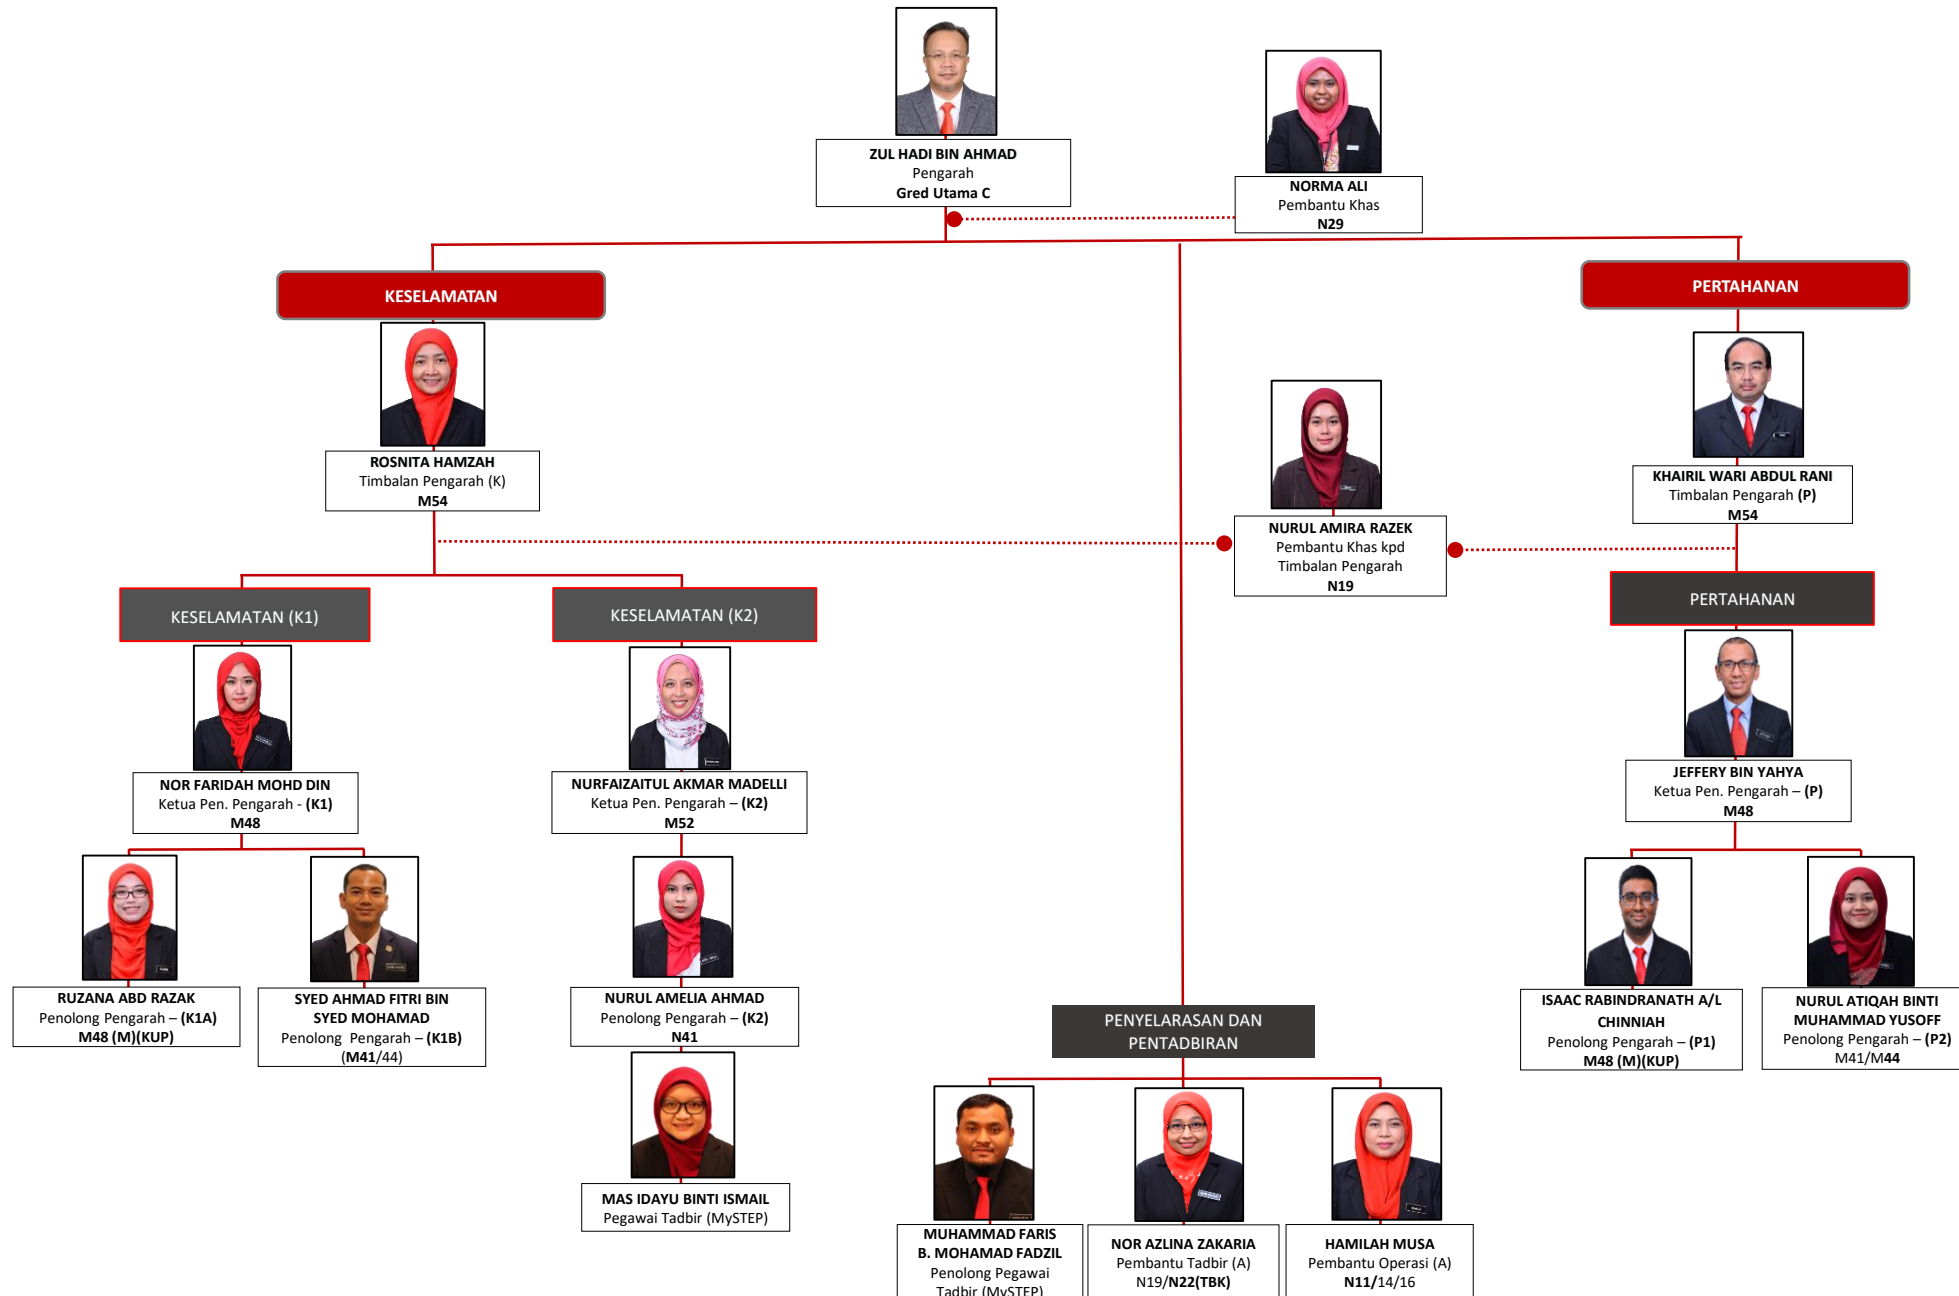 ZUL HADI BIN AHMAD
Pengarah
Gred Utama C
NORMA ALI
Pembantu Khas
N29
KESELAMATAN
PERTAHANAN
ROSNITA HAMZAH
Timbalan Pengarah (K)
M54
NURUL AMIRA RAZEK
Pembantu Khas kpd
Timbalan Pengarah
N19
KHAIRIL WARI ABDUL RANI
Timbalan Pengarah (P)
M54
KESELAMATAN (K1)
KESELAMATAN (K2)
PERTAHANAN
NOR FARIDAH MOHD DIN
Ketua Pen. Pengarah - (K1)
M48
NURFAIZAITUL AKMAR MADELLI
Ketua Pen. Pengarah – (K2)
M52
JEFFERY BIN YAHYA
Ketua Pen. Pengarah – (P)
M48
RUZANA ABD RAZAK
Penolong Pengarah – (K1A)
M48 (M)(KUP)
SYED AHMAD FITRI BIN
SYED MOHAMAD
Penolong Pengarah – (K1B)
(M41/44)
NURUL AMELIA AHMAD
Penolong Pengarah – (K2)
N41
ISAAC RABINDRANATH A/L
CHINNIAH
Penolong Pengarah – (P1)
M48 (M)(KUP)
NURUL ATIQAH BINTI
MUHAMMAD YUSOFF
Penolong Pengarah – (P2)
M41/M44
PENYELARASAN DAN
PENTADBIRAN
MAS IDAYU BINTI ISMAIL
Pegawai Tadbir (MySTEP)
MUHAMMAD FARIS
B. MOHAMAD FADZIL
Penolong Pegawai
Tadbir (MySTEP)
NOR AZLINA ZAKARIA
Pembantu Tadbir (A)
N19/N22(TBK)
HAMILAH MUSA
Pembantu Operasi (A)
N11/14/16